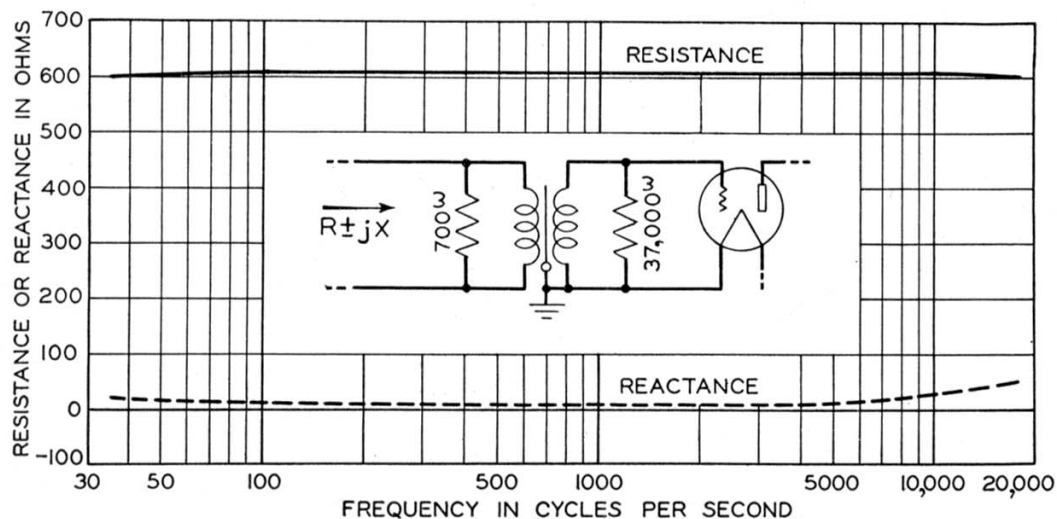 RESISTANCE OR REACTANCE IN OHMS
700
600
500
400
300
200
100
0
-100
RESISTANCE
R±jX
700ω
37,000ω
REACTANCE
30 50 100 500 1000 5000 10,000 20,000
FREQUENCY IN CYCLES PER SECOND